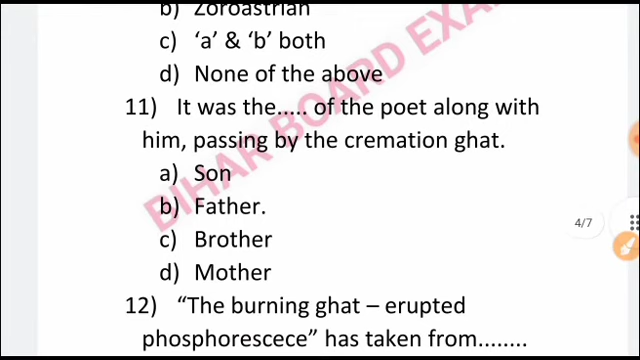 b) Zoroastrian
c) ‘a’ & ‘b’ both
d) None of the above
11) It was the..... of the poet along with
him, passing by the cremation ghat.
a) Son
b) Father.
c) Brother
d) Mother
12) “The burning ghat – erupted
phosphorescece” has taken from........
BIHAR BOARD EXA
4/7